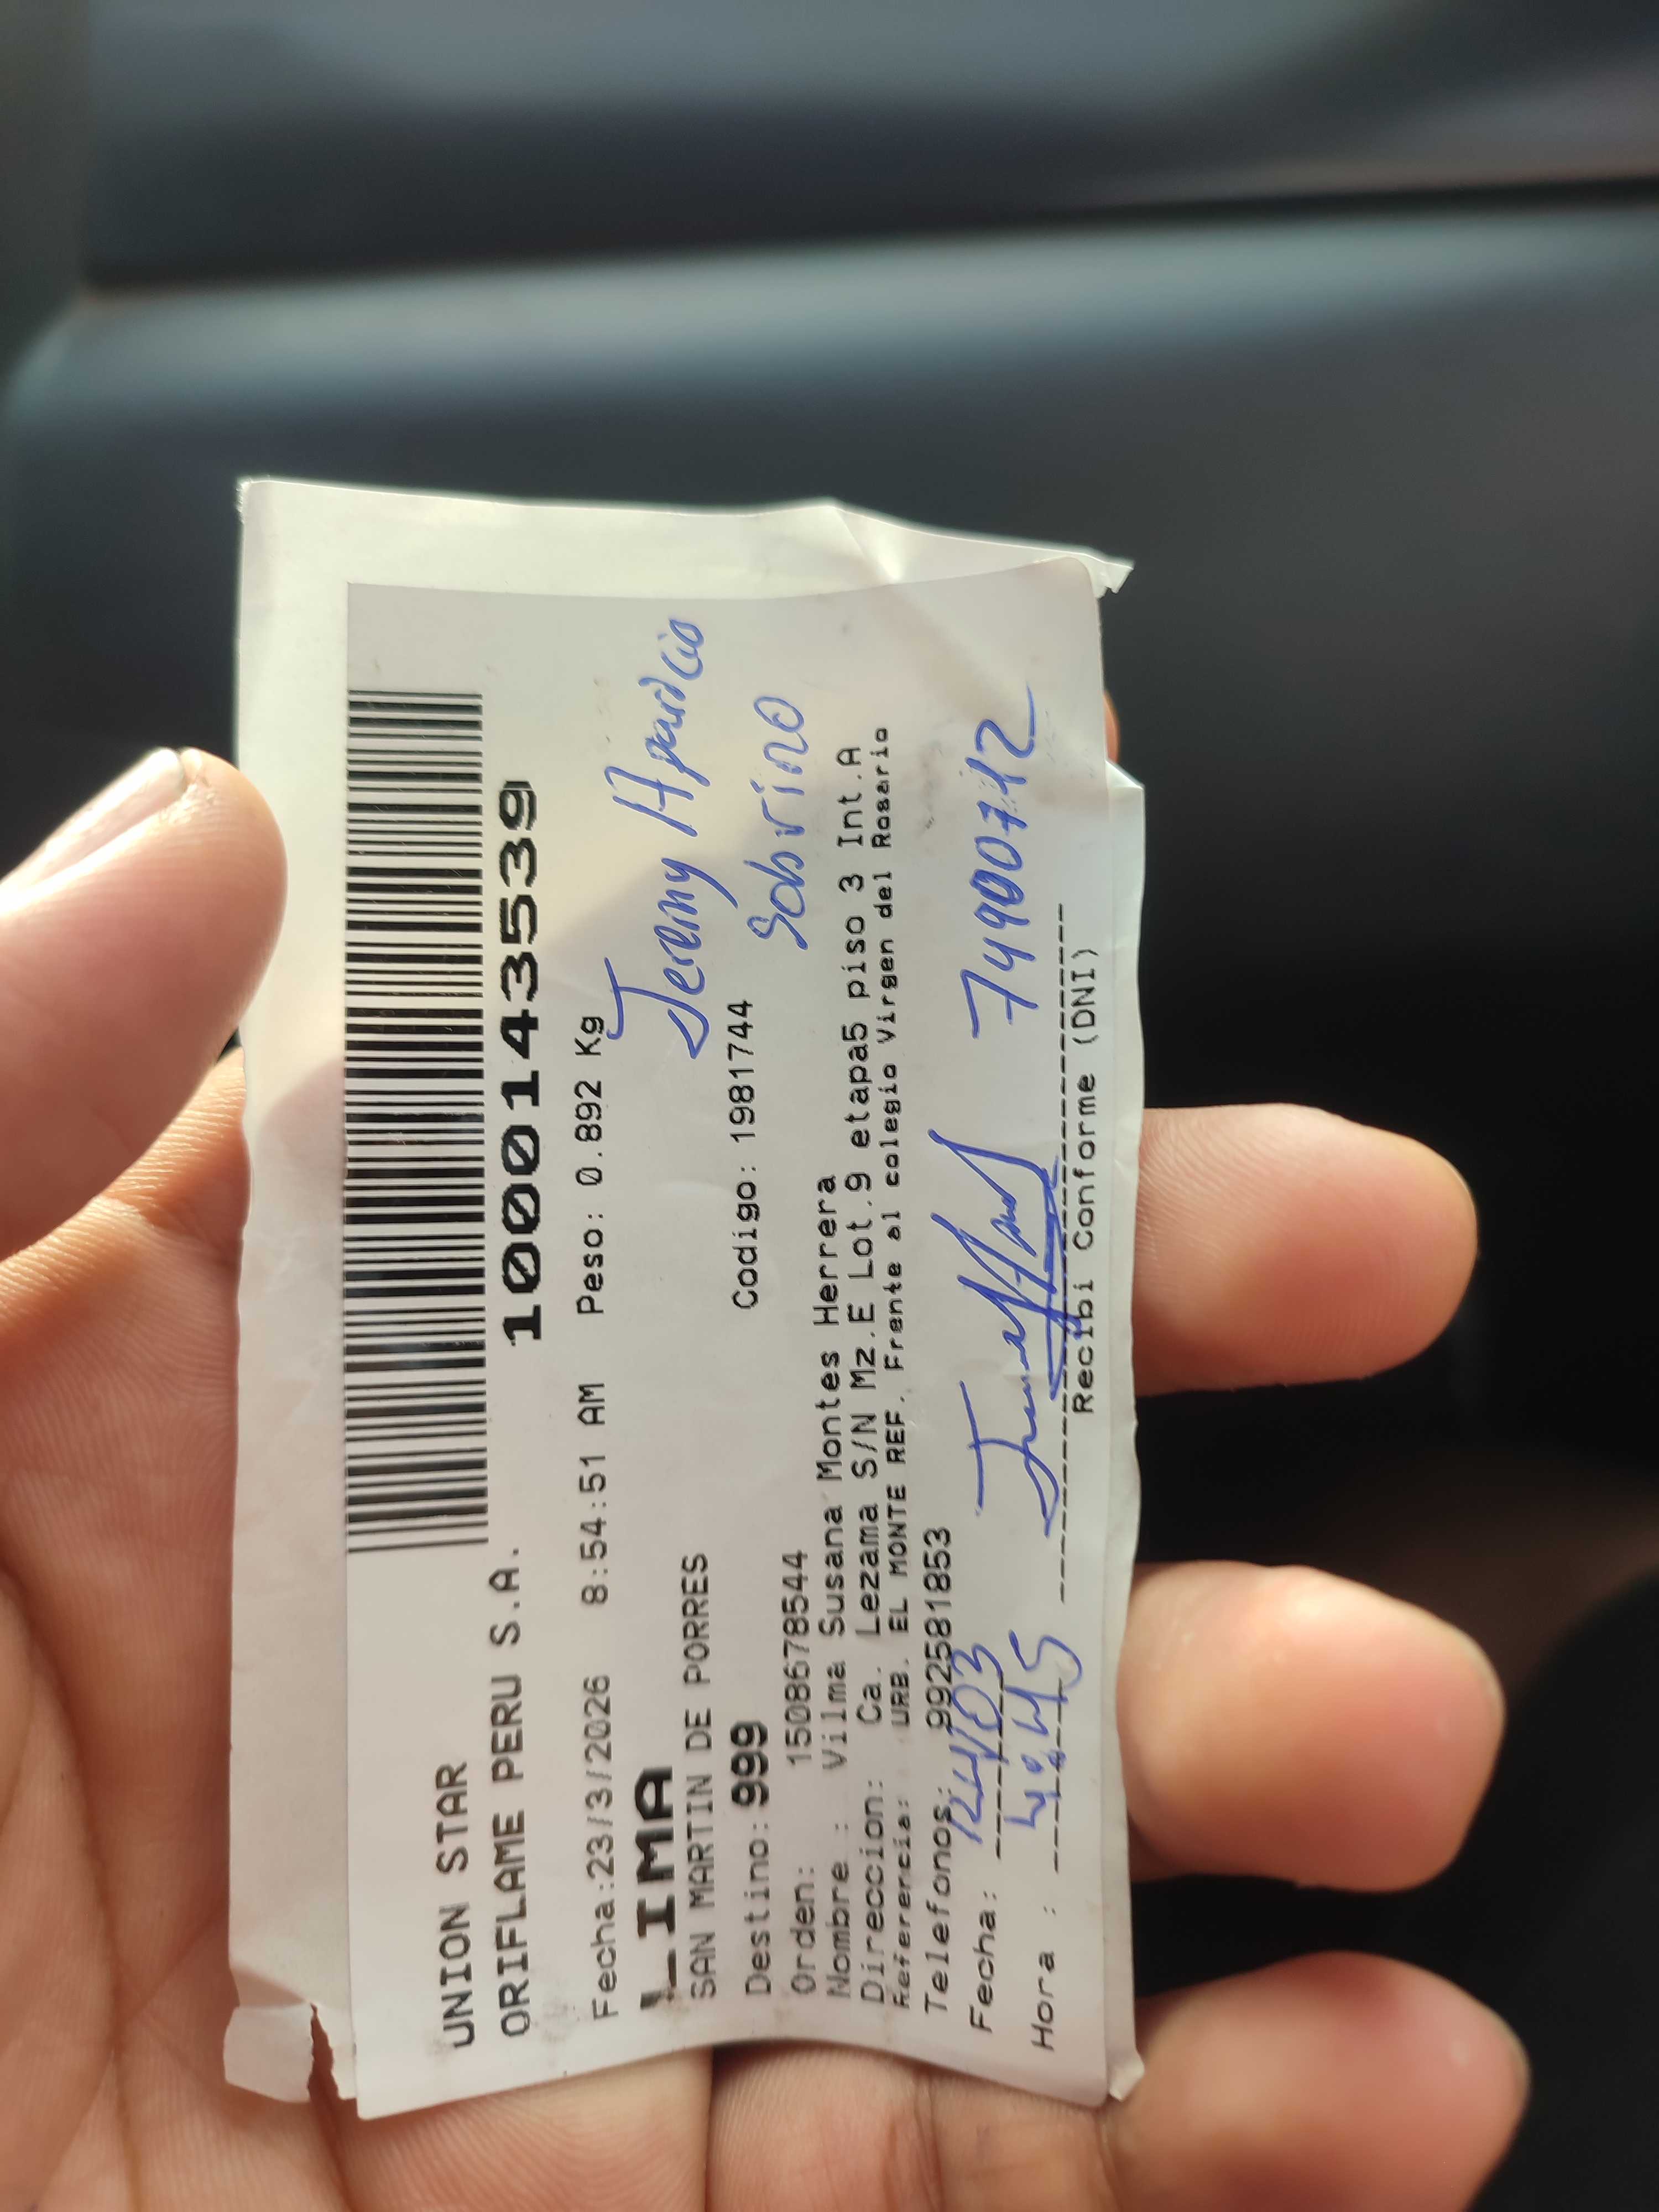 UNION STAR
ORIFLAME PERU S.A.
1000143539
Fecha:23/3/2026 8:54:51 AM Peso: 0.892 Kg
LIMA
Jeremy Aparicio
SAN MARTIN DE PORRES
Destino: 999 Codigo: 1981744
Sobrino
Orden: 150867８544
Nombre : Vilma Susana Montes Herrera
Direccion: Ca. Lezama S/N Mz.E Lot.9 etapa5 piso 3 Int.A
Referencia: URB. EL MONTE REF. Frente al colegio Virgen del Rosario
Telefonos: 992581853
Fecha: 24/03 74900712
Hora : 4:45
Recibi Conforme (DNI)